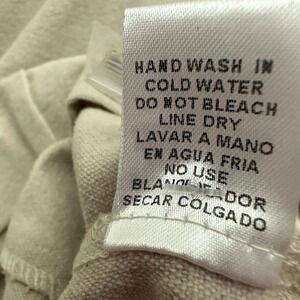 HAND WASH IN
COLD WATER
DO NOT BLEACH
LINE DRY
LAVAR A MANO
EN AGUA FRIA
NO USE
BLANQUEADOR
SECAR COLGADO